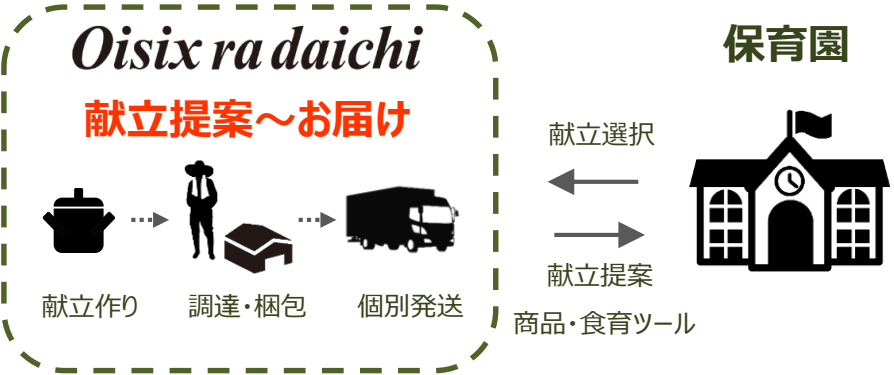 Oisix ra daichi
献立提案～お届け
献立作り
調達・梱包
個別発送
保育園
献立選択
献立提案
商品・食育ツール